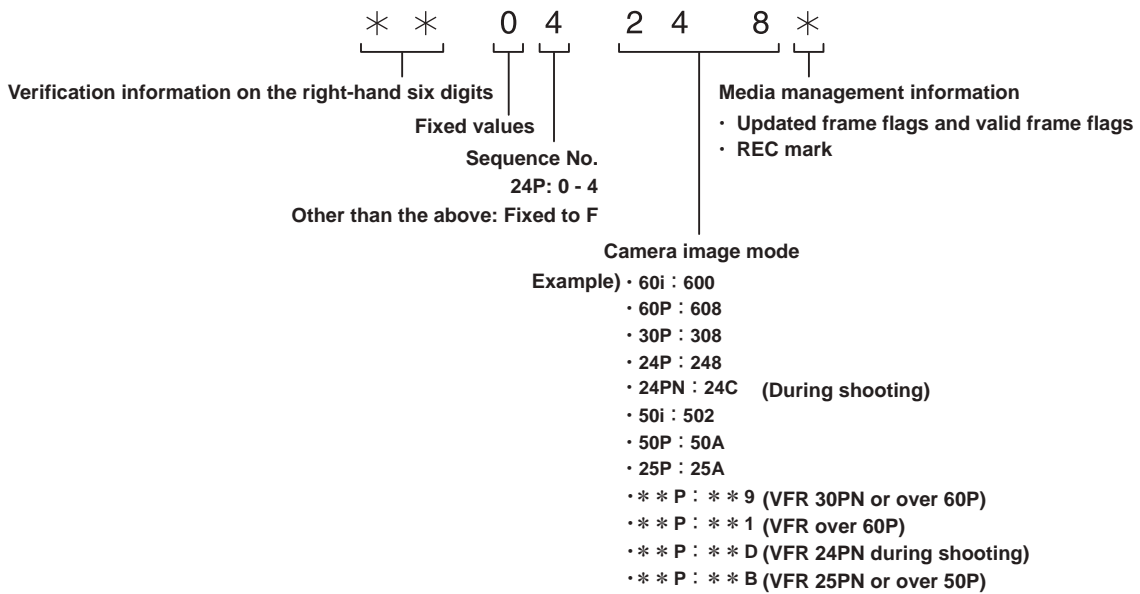 ＊ ＊ 0 4 2 4 8 ＊
Verification information on the right-hand six digits
Fixed values
Sequence No.
24P: 0 - 4
Other than the above: Fixed to F
Media management information
・ Updated frame flags and valid frame flags
・ REC mark
Camera image mode
Example)・60i：600
・60P：608
・30P：308
・24P：248
・24PN：24C (During shooting)
・50i：502
・50P：50A
・25P：25A
・＊＊P：＊＊9 (VFR 30PN or over 60P)
・＊＊P：＊＊1 (VFR over 60P)
・＊＊P：＊＊D (VFR 24PN during shooting)
・＊＊P：＊＊B (VFR 25PN or over 50P)